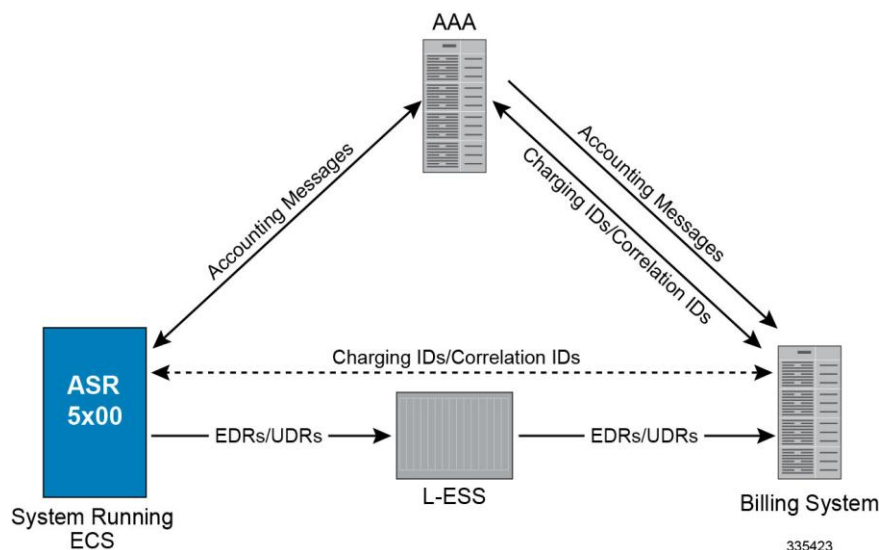 AAA
Accounting Messages
Accounting Messages
Charging IDs/Correlation IDs
Charging IDs/Correlation IDs
ASR
5x00
EDRs/UDRs
EDRs/UDRs
L-ESS
System Running
ECS
Billing System
335423